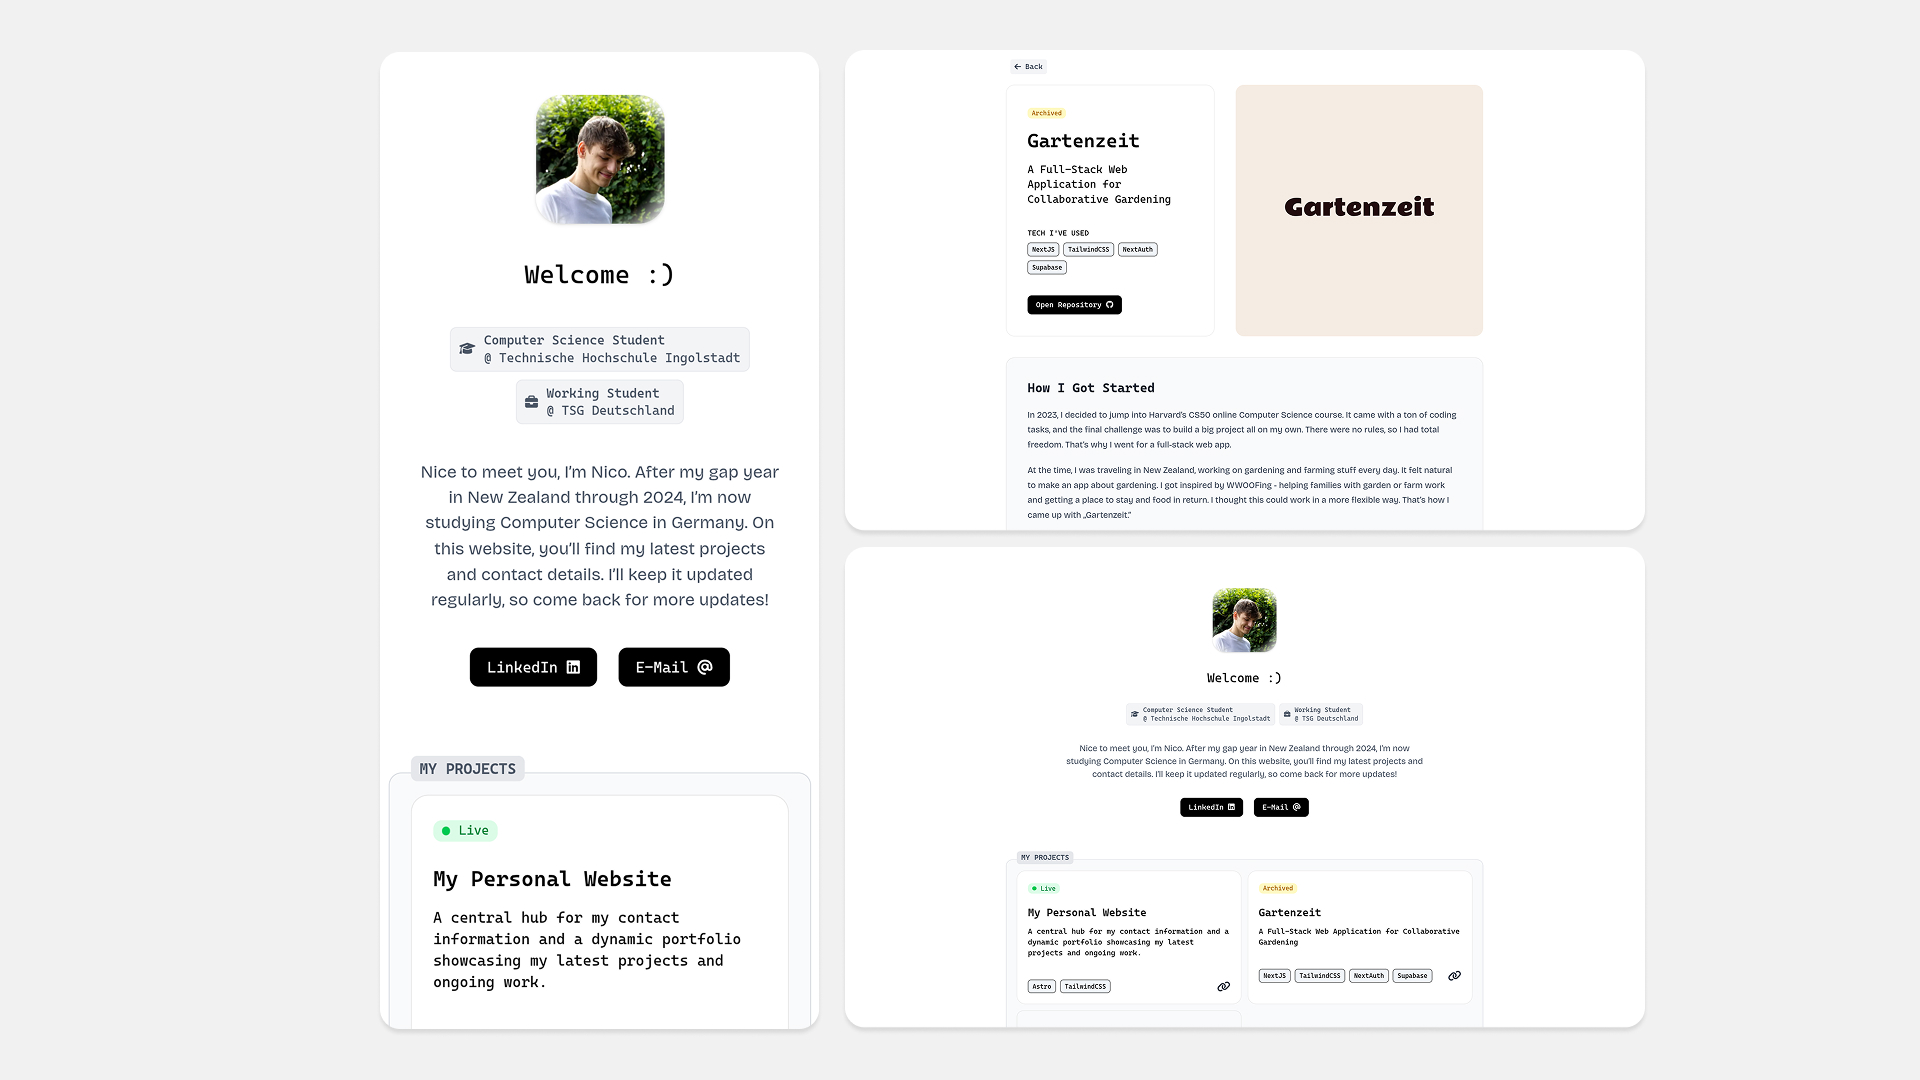 Welcome :)
Computer Science Student
@ Technische Hochschule Ingolstadt
Working Student
@ TSG Deutschland
Nice to meet you, I'm Nico. After my gap year
in New Zealand through 2024, I'm now
studying Computer Science in Germany. On
this website, you'll find my latest projects
and contact details. I'll keep it updated
regularly, so come back for more updates!
LinkedIn
E-Mail
MY PROJECTS
Live
My Personal Website
A central hub for my contact
information and a dynamic portfolio
showcasing my latest projects and
ongoing work.
← Back
Archived
Gartenzeit
A Full-Stack Web
Application for
Collaborative Gardening
TECH I'VE USED
NextJS TailwindCSS NextAuth
Supabase
Open Repository
Gartenzeit
How I Got Started
In 2023, I decided to jump into Harvard's CS50 online Computer Science course. It came with a ton of coding
tasks, and the final challenge was to build a big project all on my own. There were no rules, so I had total
freedom. That's why I went for a full-stack web app.
At the time, I was traveling in New Zealand, working on gardening and farming stuff every day. It felt natural
to make an app about gardening. I got inspired by WWOOFing - helping families with garden or farm work
and getting a place to stay and food in return. I thought this could work in a more flexible way. That's how I
came up with „Gartenzeit."
Welcome :)
Computer Science Student
@ Technische Hochschule Ingolstadt
Working Student
@ TSG Deutschland
Nice to meet you, I'm Nico. After my gap year in New Zealand through 2024, I'm now
studying Computer Science in Germany. On this website, you'll find my latest projects and
contact details. I'll keep it updated regularly, so come back for more updates!
LinkedIn
E-Mail
MY PROJECTS
Live
My Personal Website
A central hub for my contact information and a
dynamic portfolio showcasing my latest
projects and ongoing work.
Astro TailwindCSS
Archived
Gartenzeit
A Full-Stack Web Application for Collaborative
Gardening
NextJS TailwindCSS NextAuth Supabase